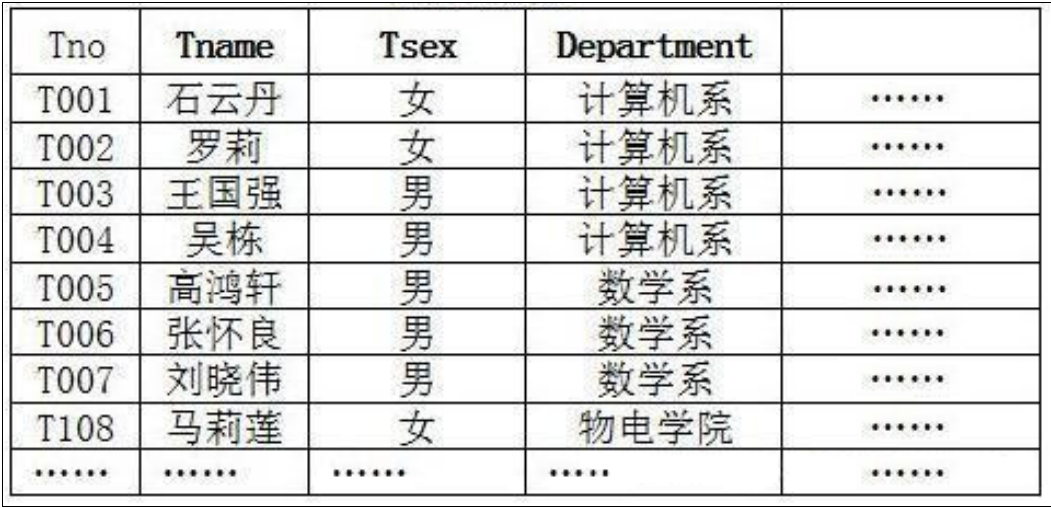 Tno Tname Tsex Department
T001 石云丹 女 计算机系 ……
T002 罗莉 女 计算机系 ……
T003 王国强 男 计算机系 ……
T004 吴栋 男 计算机系 ……
T005 高鸿轩 男 数学系 ……
T006 张怀良 男 数学系 ……
T007 刘晓伟 男 数学系 ……
T108 马莉莲 女 物电学院 ……
…… …… …… ····· ……